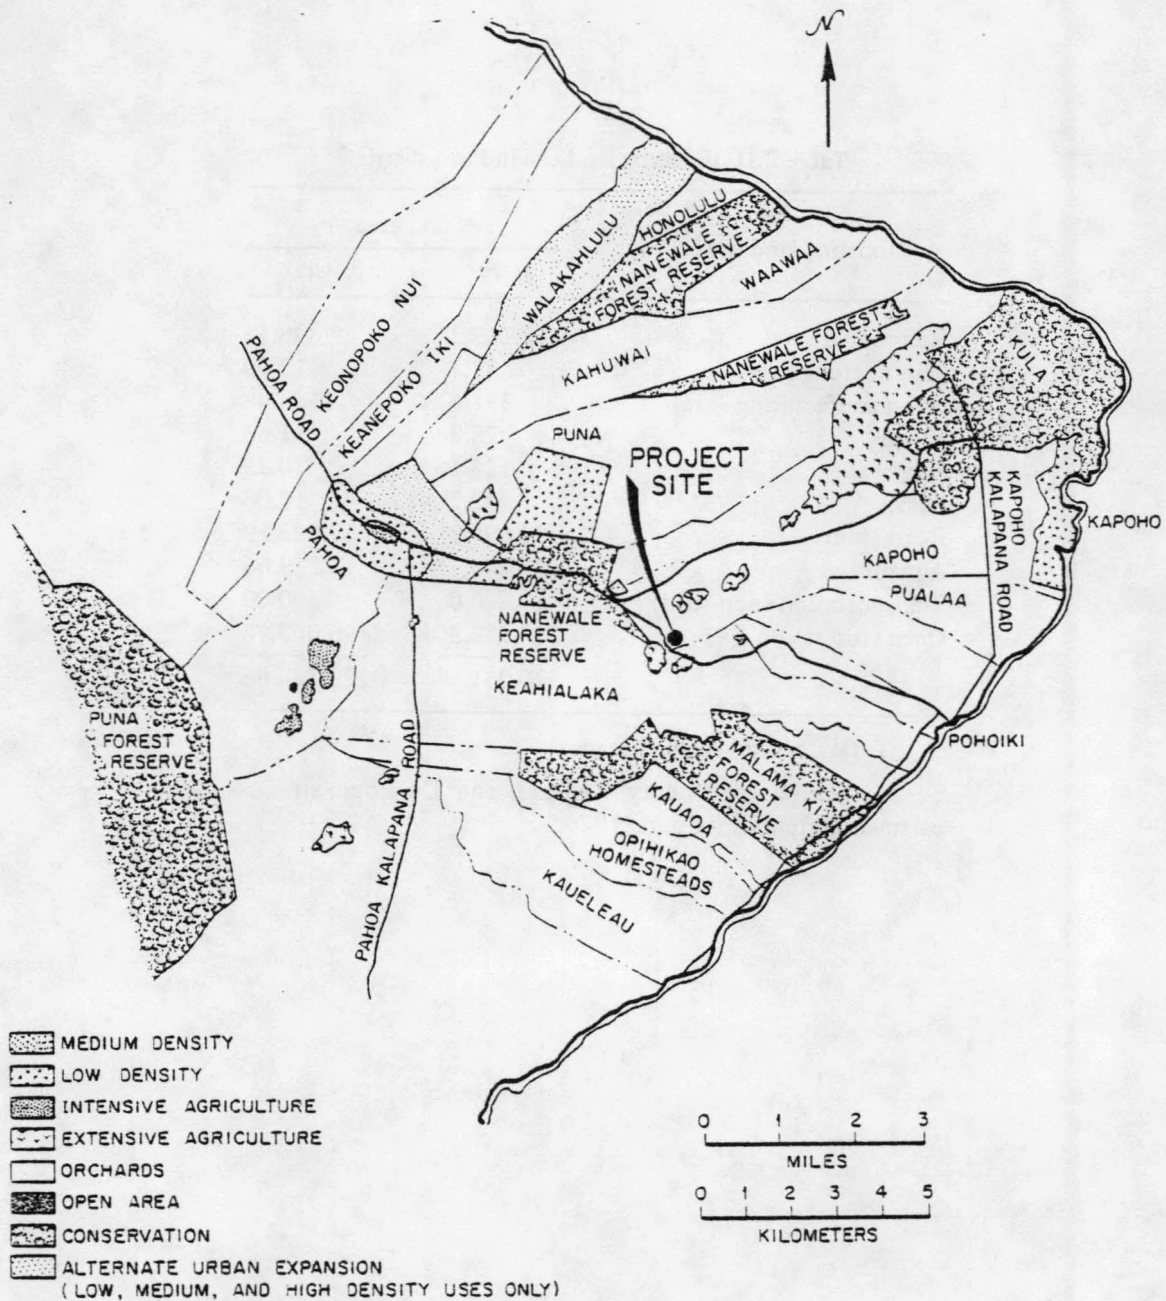 N
HONOLULU
WALAKAHLULU
NANEWALE
FOREST RESERVE
WAAWAA
KEONOPOKO NUI
KEANEPOKO IKI
PAHOA ROAD
KAHUWAI
NANEWALE FOREST
RESERVE
KULA
PUNA
PROJECT
SITE
PAHOA
KAPOHO
KALAPANA ROAD
KAPOHO
KAPOHO
PUALAA
NANEWALE
FOREST
RESERVE
KEAHIALAKA
PUNA
FOREST
RESERVE
POHOIKI
MALAMA KI
FOREST
RESERVE
KAUAOA
OPIHIKAO
HOMESTEADS
KAUELEAU
PAHOA KALAPANA ROAD
MEDIUM DENSITY
LOW DENSITY
INTENSIVE AGRICULTURE
EXTENSIVE AGRICULTURE
ORCHARDS
OPEN AREA
CONSERVATION
ALTERNATE URBAN EXPANSION
(LOW, MEDIUM, AND HIGH DENSITY USES ONLY)
0 1 2 3
MILES
0 1 2 3 4 5
KILOMETERS